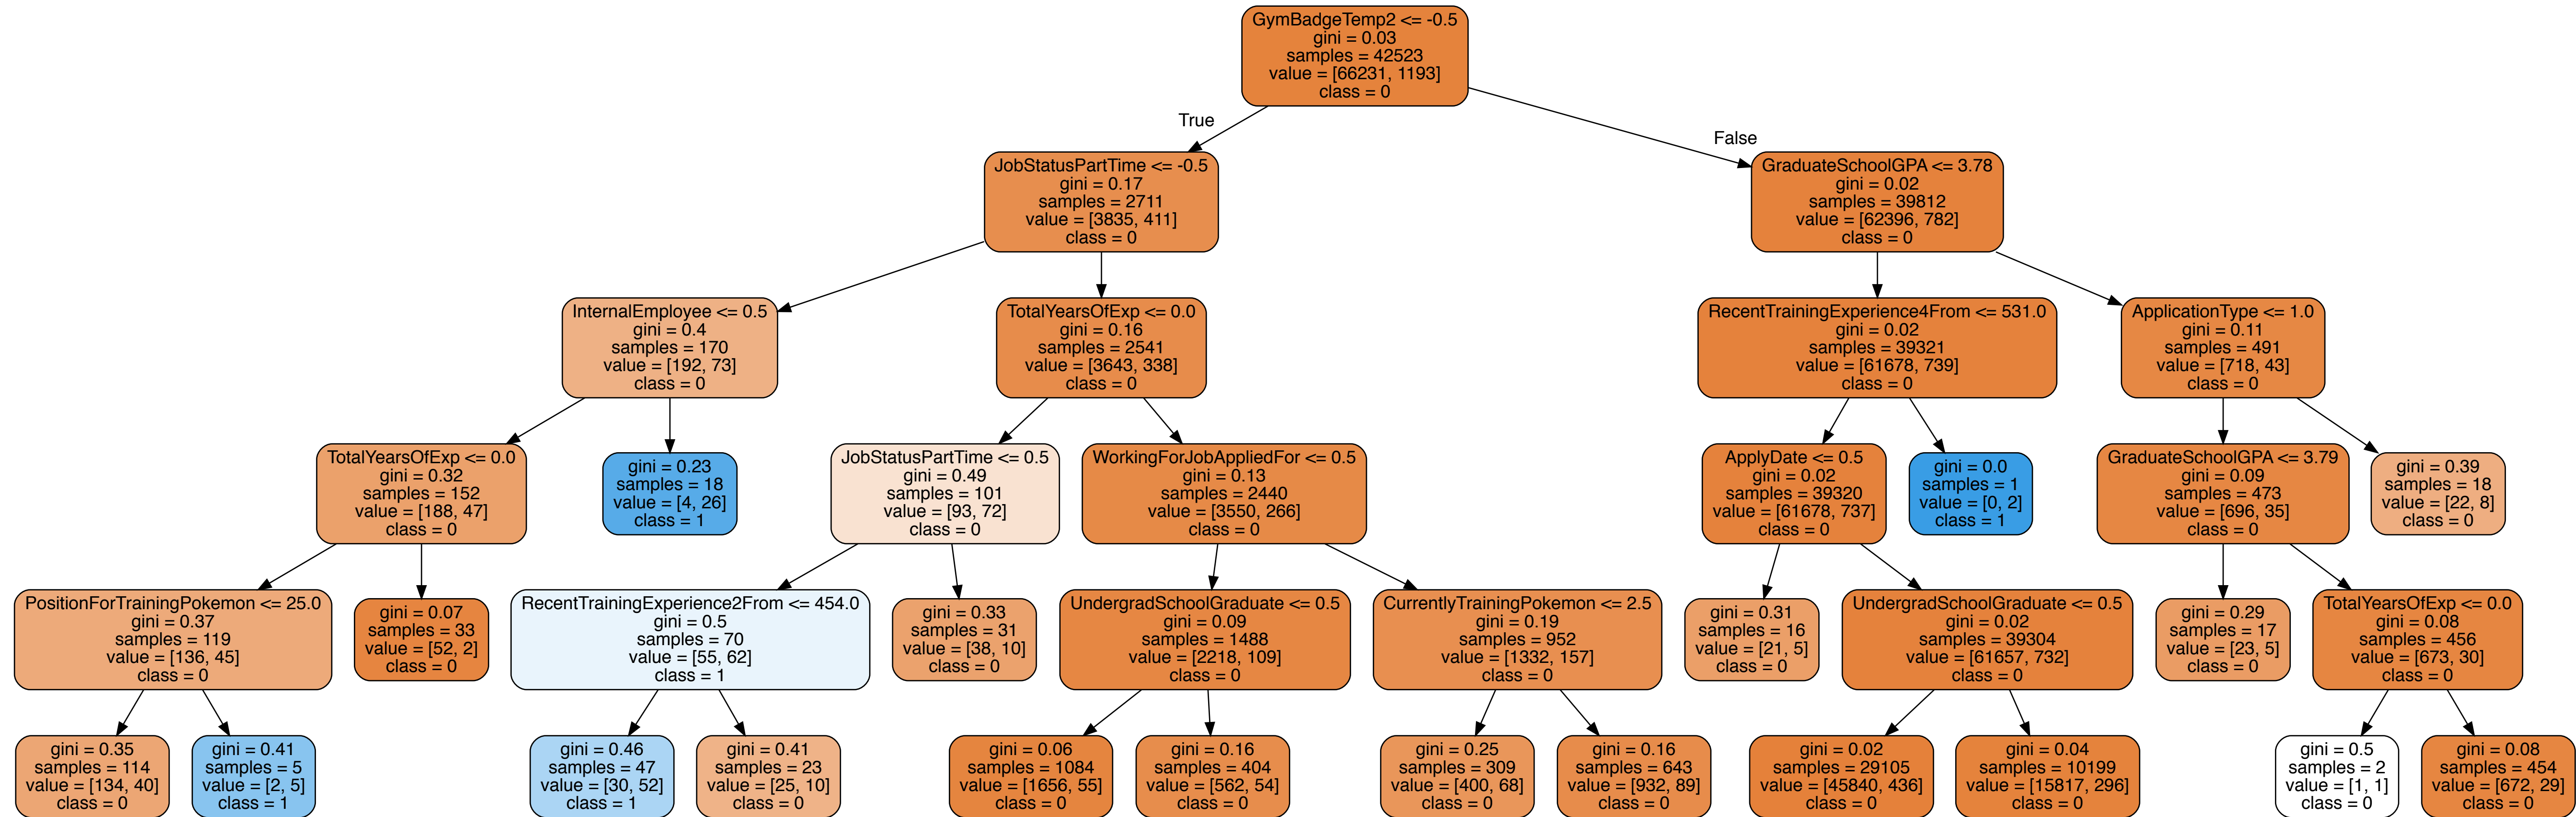 GymBadgeTemp2 <= -0.5
gini = 0.03
samples = 42523
value = [66231, 1193]
class = 0
True
False
JobStatusPartTime <= -0.5
gini = 0.17
samples = 2711
value = [3835, 411]
class = 0
GraduateSchoolGPA <= 3.78
gini = 0.02
samples = 39812
value = [62396, 782]
class = 0
InternalEmployee <= 0.5
gini = 0.4
samples = 170
value = [192, 73]
class = 0
TotalYearsOfExp <= 0.0
gini = 0.16
samples = 2541
value = [3643, 338]
class = 0
RecentTrainingExperience4From <= 531.0
gini = 0.02
samples = 39321
value = [61678, 739]
class = 0
ApplicationType <= 1.0
gini = 0.11
samples = 491
value = [718, 43]
class = 0
TotalYearsOfExp <= 0.0
gini = 0.32
samples = 152
value = [188, 47]
class = 0
gini = 0.23
samples = 18
value = [4, 26]
class = 1
JobStatusPartTime <= 0.5
gini = 0.49
samples = 101
value = [93, 72]
class = 0
WorkingForJobAppliedFor <= 0.5
gini = 0.13
samples = 2440
value = [3550, 266]
class = 0
ApplyDate <= 0.5
gini = 0.02
samples = 39320
value = [61678, 737]
class = 0
gini = 0.0
samples = 1
value = [0, 2]
class = 1
GraduateSchoolGPA <= 3.79
gini = 0.09
samples = 473
value = [696, 35]
class = 0
gini = 0.39
samples = 18
value = [22, 8]
class = 0
PositionForTrainingPokemon <= 25.0
gini = 0.37
samples = 119
value = [136, 45]
class = 0
gini = 0.07
samples = 33
value = [52, 2]
class = 0
RecentTrainingExperience2From <= 454.0
gini = 0.5
samples = 70
value = [55, 62]
class = 1
gini = 0.33
samples = 31
value = [38, 10]
class = 0
UndergradSchoolGraduate <= 0.5
gini = 0.09
samples = 1488
value = [2218, 109]
class = 0
CurrentlyTrainingPokemon <= 2.5
gini = 0.19
samples = 952
value = [1332, 157]
class = 0
gini = 0.31
samples = 16
value = [21, 5]
class = 0
UndergradSchoolGraduate <= 0.5
gini = 0.02
samples = 39304
value = [61657, 732]
class = 0
gini = 0.29
samples = 17
value = [23, 5]
class = 0
TotalYearsOfExp <= 0.0
gini = 0.08
samples = 456
value = [673, 30]
class = 0
gini = 0.35
samples = 114
value = [134, 40]
class = 0
gini = 0.41
samples = 5
value = [2, 5]
class = 1
gini = 0.46
samples = 47
value = [30, 52]
class = 1
gini = 0.41
samples = 23
value = [25, 10]
class = 0
gini = 0.06
samples = 1084
value = [1656, 55]
class = 0
gini = 0.16
samples = 404
value = [562, 54]
class = 0
gini = 0.25
samples = 309
value = [400, 68]
class = 0
gini = 0.16
samples = 643
value = [932, 89]
class = 0
gini = 0.02
samples = 29105
value = [45840, 436]
class = 0
gini = 0.04
samples = 10199
value = [15817, 296]
class = 0
gini = 0.5
samples = 2
value = [1, 1]
class = 0
gini = 0.08
samples = 454
value = [672, 29]
class = 0